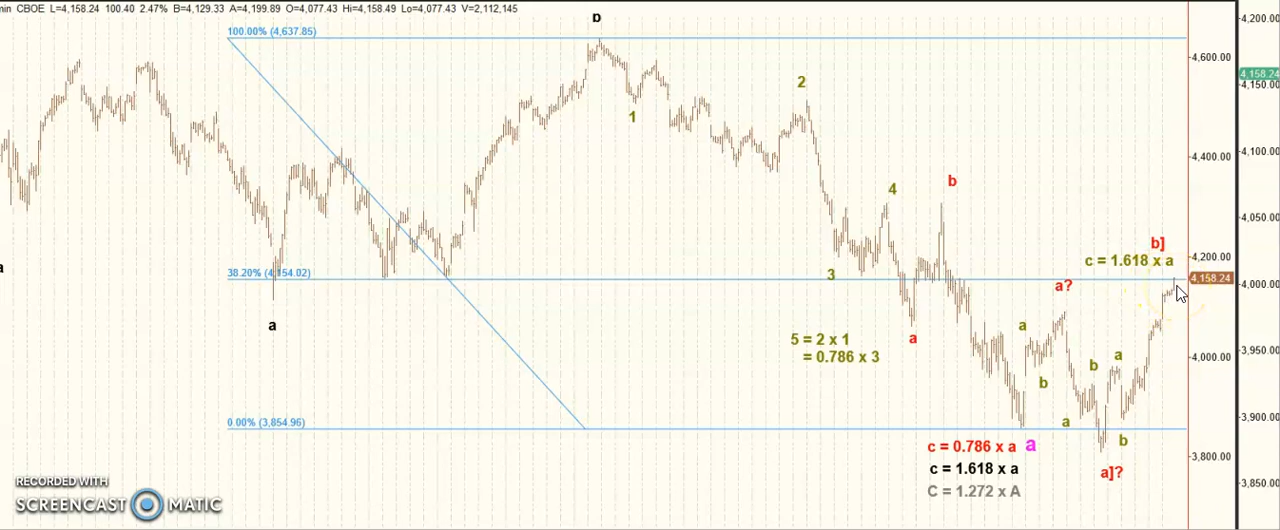 min CBOE L=4,158.24 100.40 2.47% B=4,129.33 A=4,199.89 O=4,077.43 Hi=4,158.49 Lo=4,077.43 V=2,112,145
b
4,200.00
100.00% (4,637.85)
4,600.00
4,158.24
4,150.00
2
1
4,400.00
4,100.00
4
b
4,050.00
b]
4,200.00
c = 1.618 x a
a
38.20% (4,154.02)
3
4,158.24
4,000.00
a?
a
a
a
5 = 2 x 1
= 0.786 x 3
4,000.00
3,950.00
b
a
b
3,900.00
0.00% (3,854.96)
a
b
c = 0.786 x a
a
3,800.00
c = 1.618 x a
a]?
C = 1.272 x A
3,850.00
RECORDED WITH
SCREENCAST MATIC